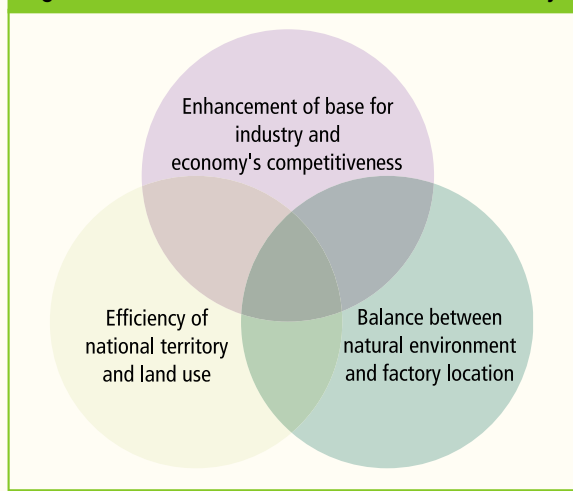 Enhancement of base for
industry and
economy's competitiveness
Efficiency of
national territory
and land use
Balance between
natural environment
and factory location